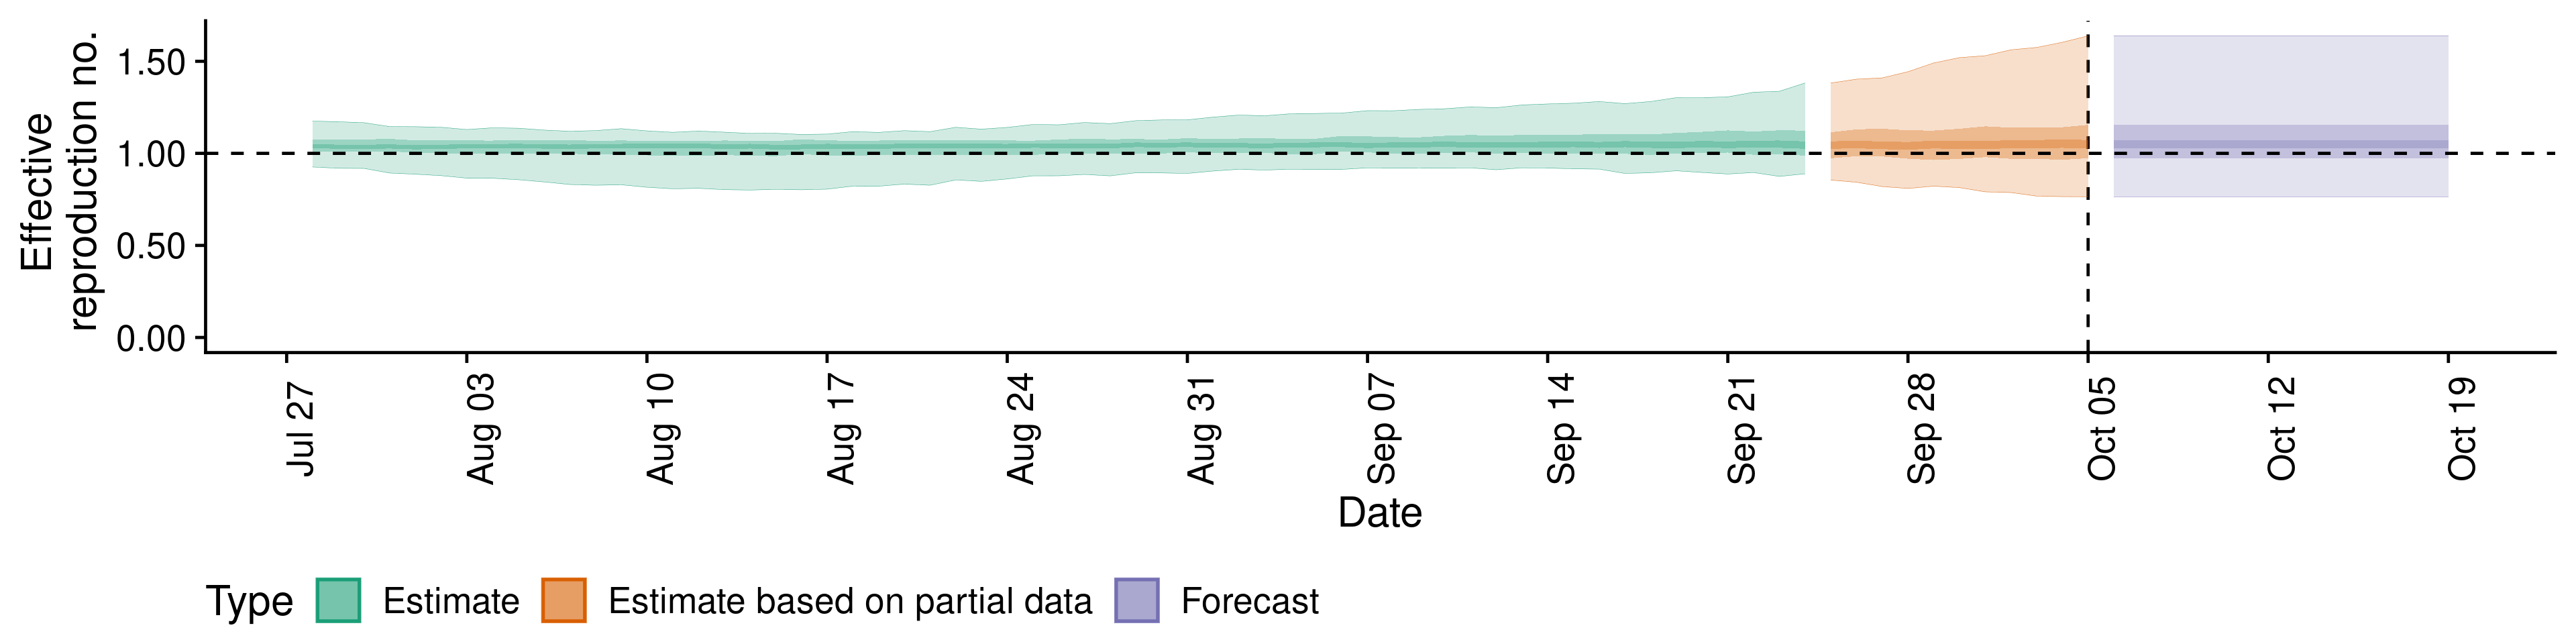 Effective
reproduction no.
1.50
1.00
0.50
0.00
Jul 27
Aug 03
Aug 10
Aug 17
Aug 24
Aug 31
Sep 07
Sep 14
Sep 21
Sep 28
Oct 05
Oct 12
Oct 19
Date
Type Estimate Estimate based on partial data Forecast